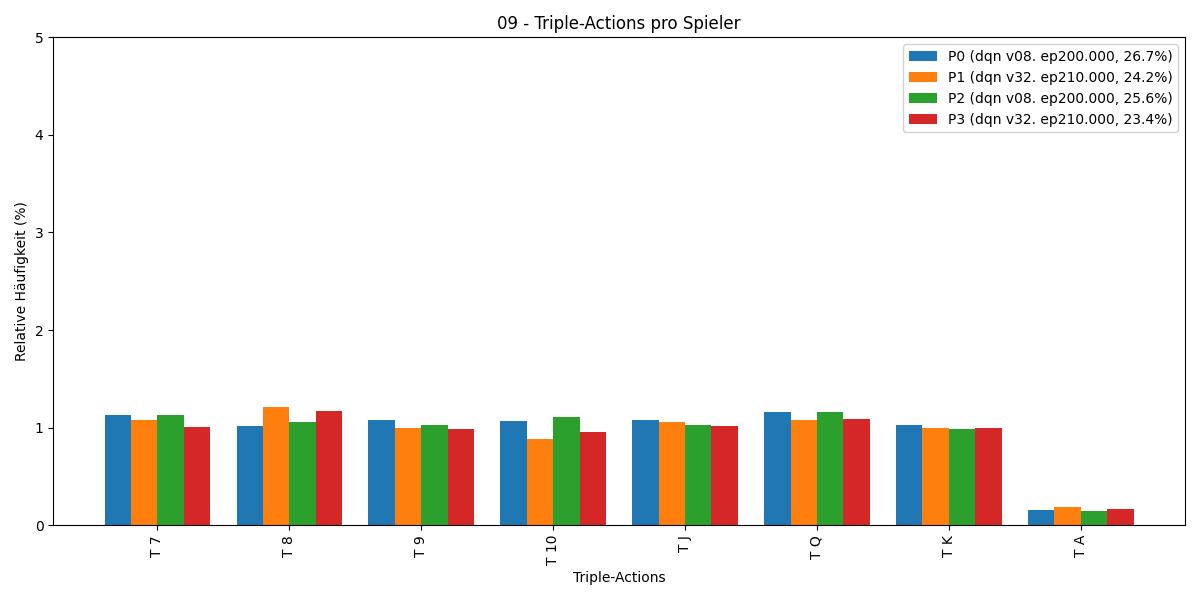 09 - Triple-Actions pro Spieler
P0 (dqn v08. ep200.000, 26.7%)
P1 (dqn v32. ep210.000, 24.2%)
P2 (dqn v08. ep200.000, 25.6%)
P3 (dqn v32. ep210.000, 23.4%)
Relative Häufigkeit (%)
5
4
3
2
1
0
T 7
T 8
T 9
T 10
T J
T Q
T K
T A
Triple-Actions